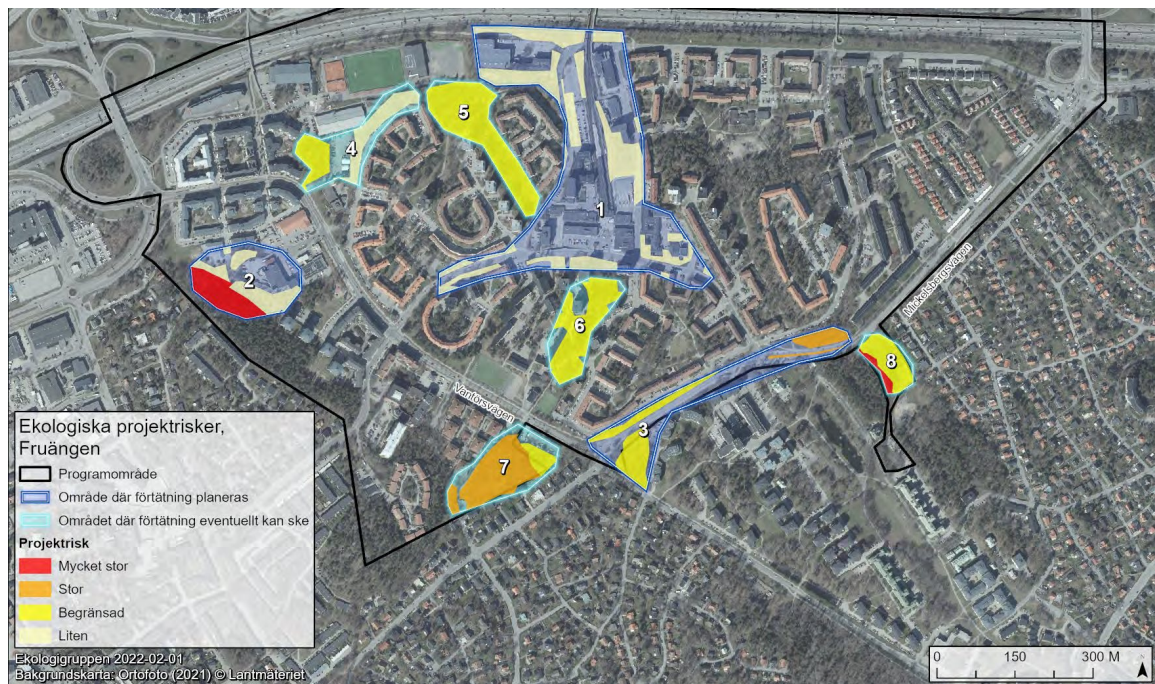 5
4
1
2
Mickelsbergsvägen
6
8
Vantörsvägen
3
7
Ekologiska projektrisker,
Fruängen
Programområde
Område där förtätning planeras
Området där förtätning eventuellt kan ske
Projektrisk
Mycket stor
Stor
Begränsad
Liten
Ekologigruppen 2022-02-01
Bakgrundskarta: Ortofoto (2021) © Lantmäteriet
0 150 300 M
N